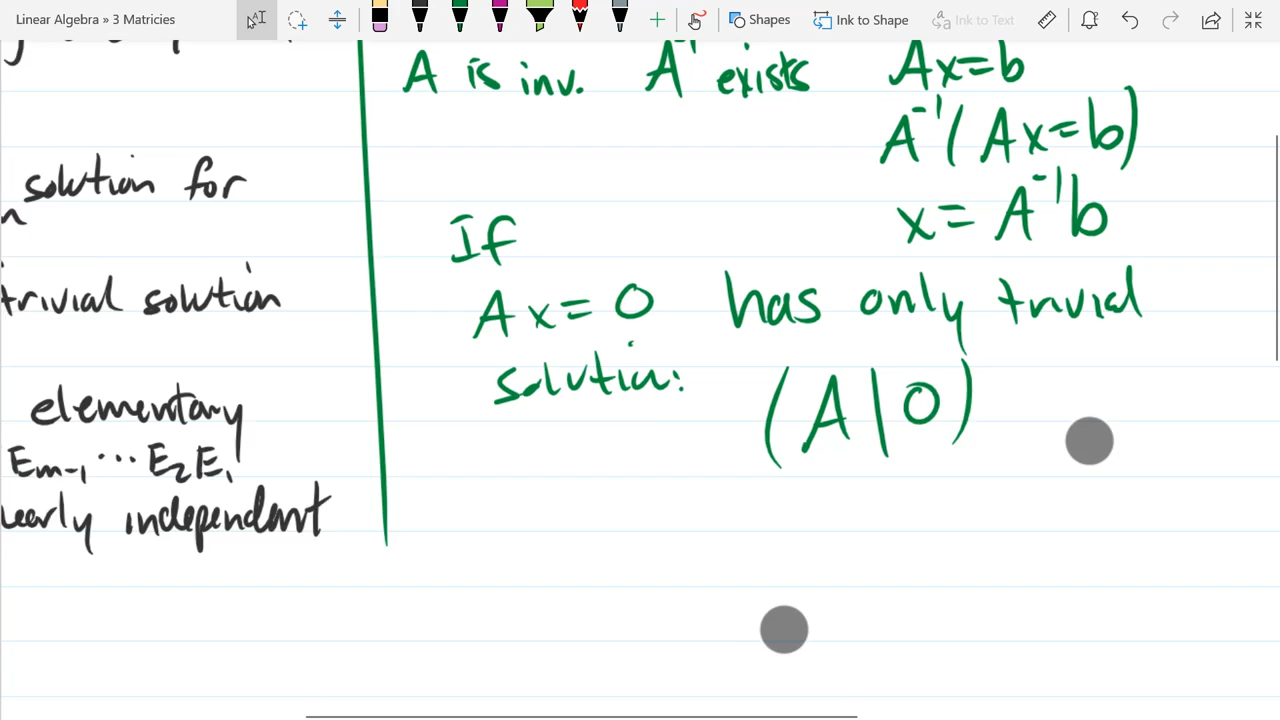 Linear Algebra » 3 Matricies
Shapes
Ink to Shape
Ink to Text
A is inv. A⁻¹ exists Ax=b
A⁻¹(Ax=b)
solution for
x = A⁻¹b
n
If
trivial solution
Ax=0 has only trivial
solution:
(A|0)
elementary
Eₘ₋₁ ... E₂E₁
early independant